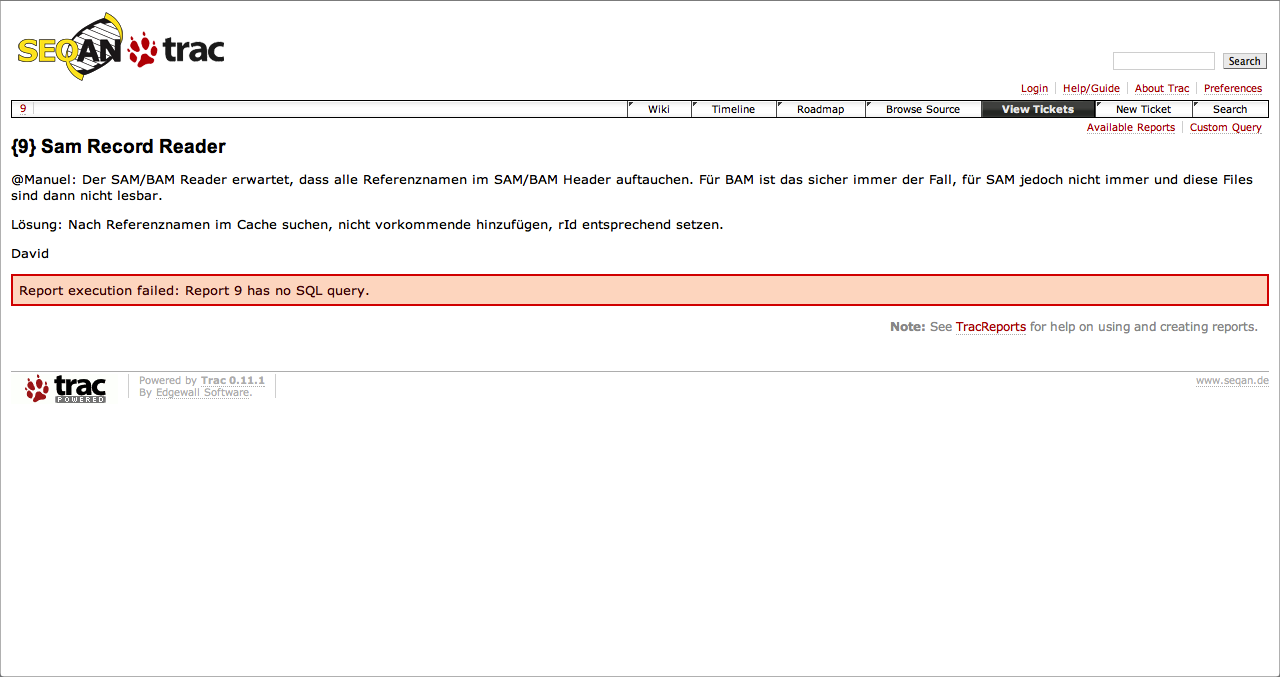 SEQAN trac
Search
Login Help/Guide About Trac Preferences
9 Wiki Timeline Roadmap Browse Source View Tickets New Ticket Search
Available Reports Custom Query
{9} Sam Record Reader
@Manuel: Der SAM/BAM Reader erwartet, dass alle Referenznamen im SAM/BAM Header auftauchen. Für BAM ist das sicher immer der Fall, für SAM jedoch nicht immer und diese Files
sind dann nicht lesbar.
Lösung: Nach Referenznamen im Cache suchen, nicht vorkommende hinzufügen, rId entsprechend setzen.
David
Report execution failed: Report 9 has no SQL query.
Note: See TracReports for help on using and creating reports.
trac
POWERED
Powered by Trac 0.11.1
By Edgewall Software.
www.seqan.de